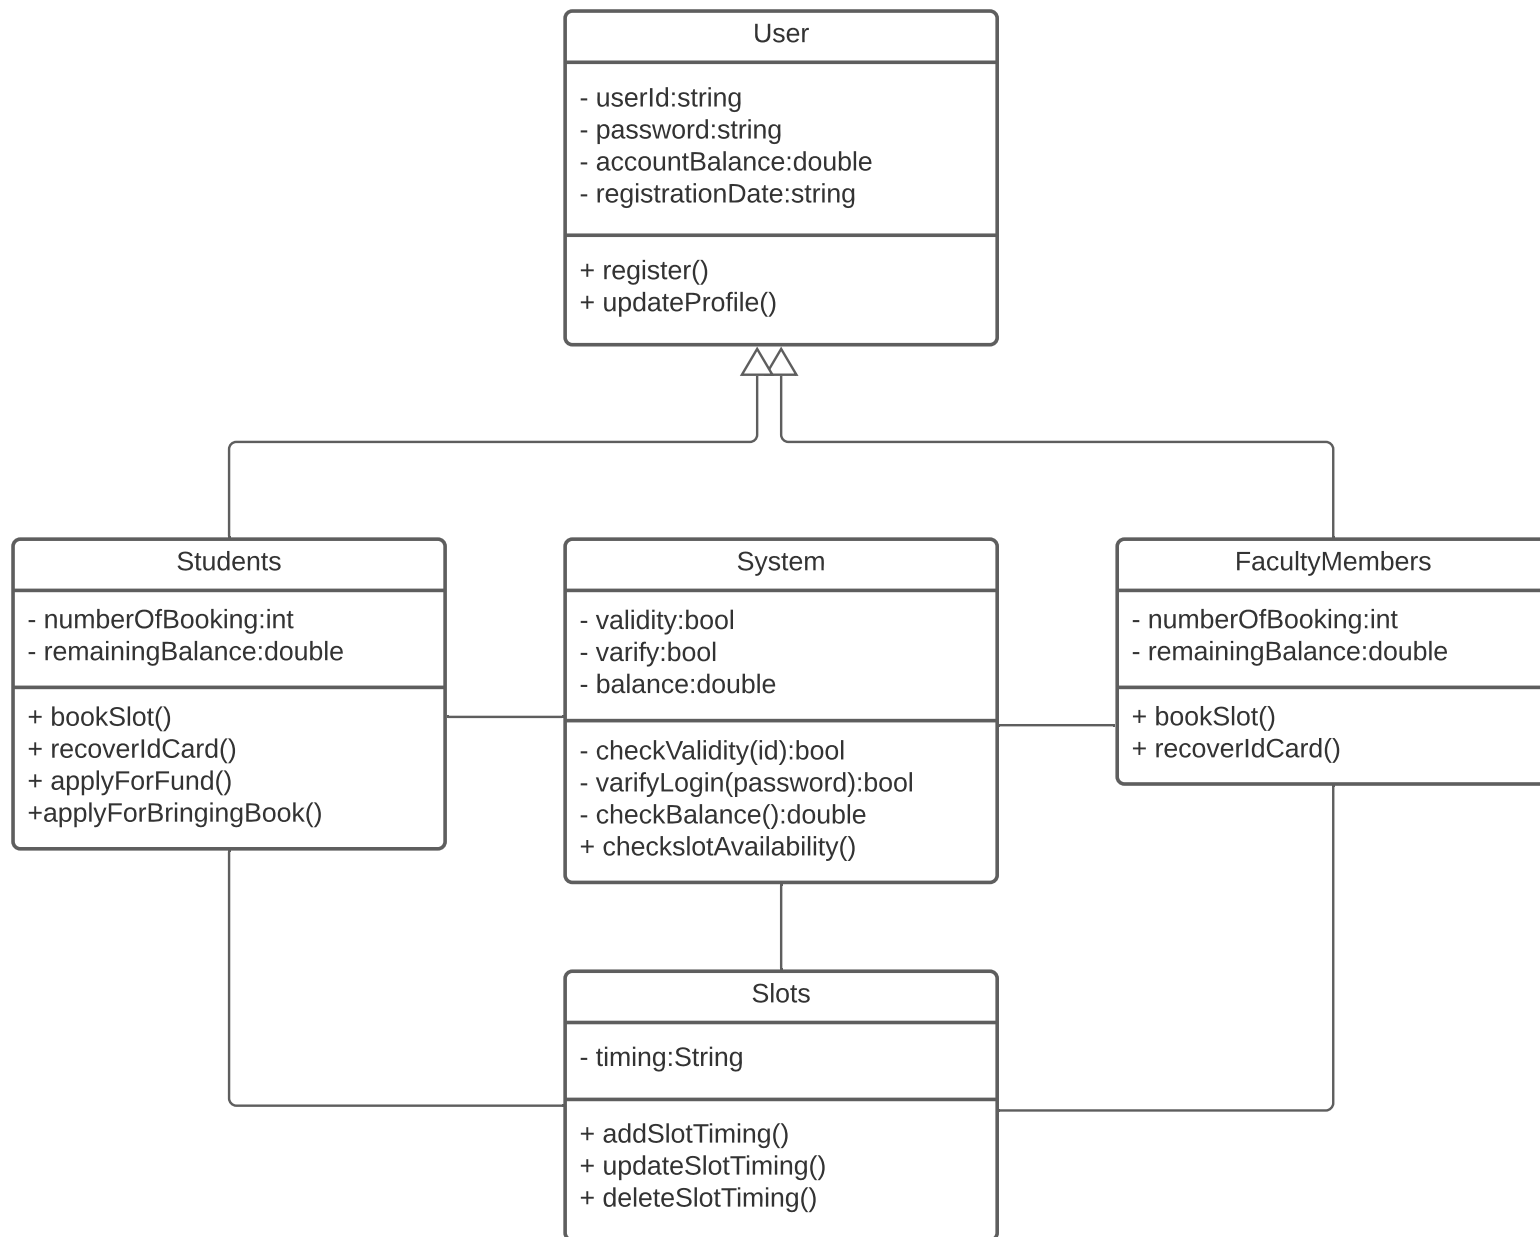 User
- userId:string
- password:string
- accountBalance:double
- registrationDate:string
+ register()
+ updateProfile()
Students
- numberOfBooking:int
- remainingBalance:double
+ bookSlot()
+ recoverIdCard()
+ applyForFund()
+applyForBringingBook()
System
- validity:bool
- varify:bool
- balance:double
- checkValidity(id):bool
- varifyLogin(password):bool
- checkBalance():double
+ checkslotAvailability()
FacultyMembers
- numberOfBooking:int
- remainingBalance:double
+ bookSlot()
+ recoverIdCard()
Slots
- timing:String
+ addSlotTiming()
+ updateSlotTiming()
+ deleteSlotTiming()